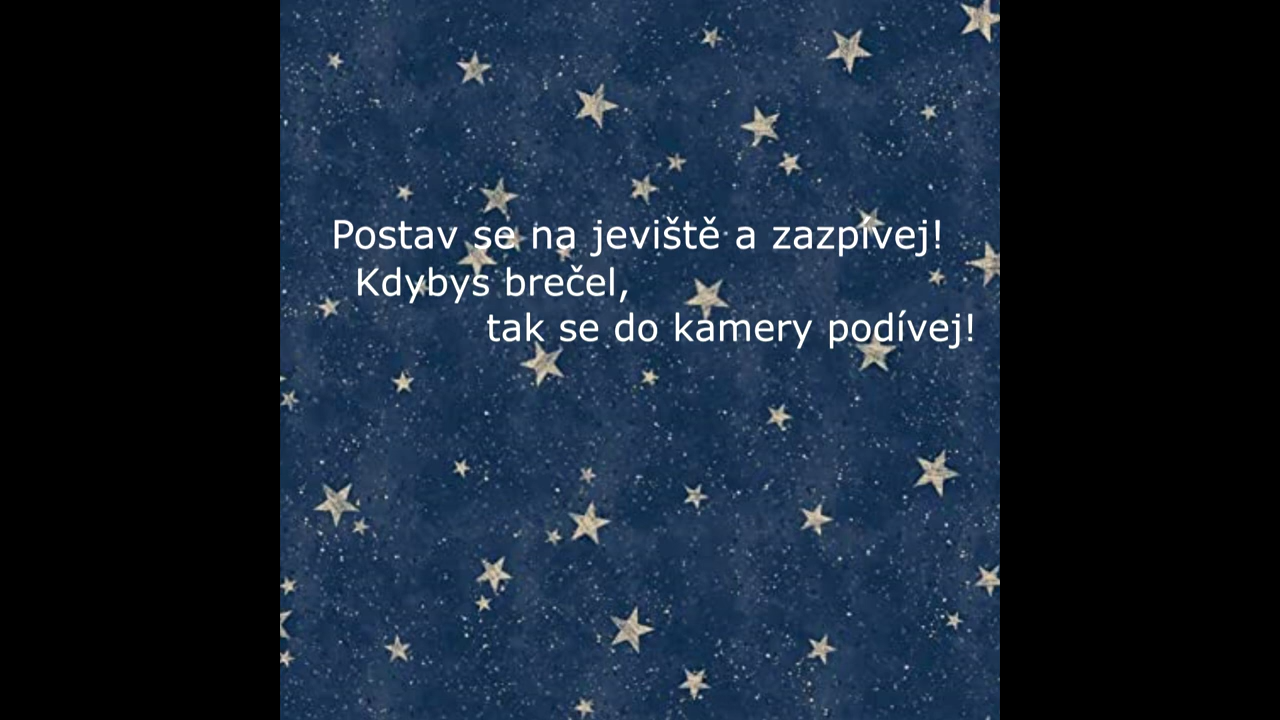 Postav se na jeviště a zazpívej!
Kdybys brečel,
tak se do kamery podívej!